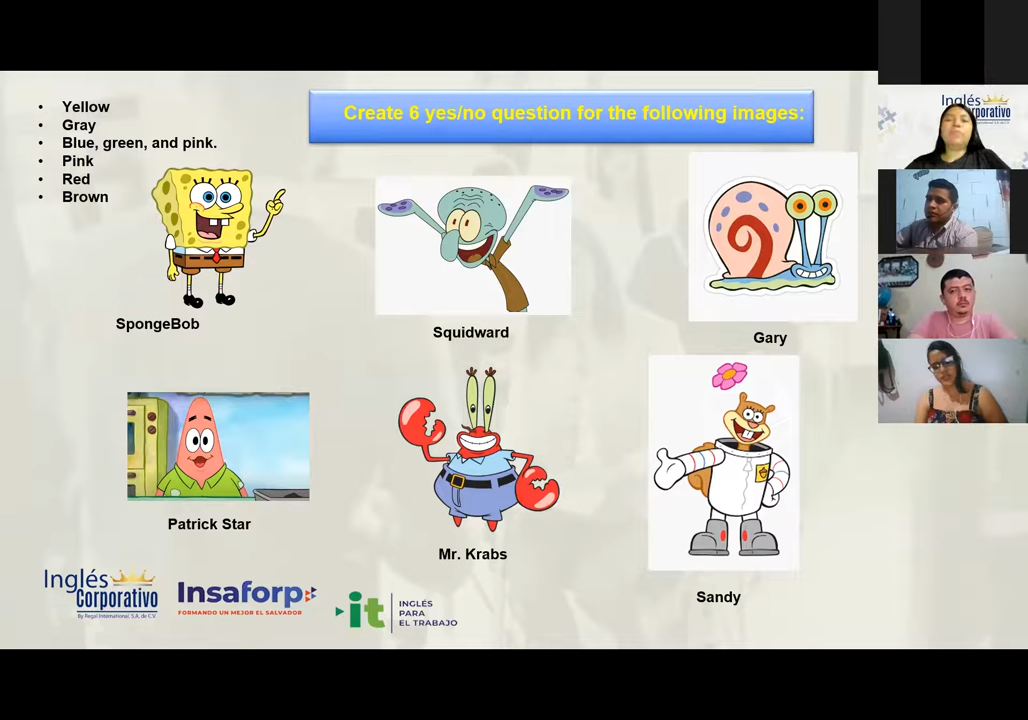 Create 6 yes/no question for the following images:
• Yellow
• Gray
• Blue, green, and pink.
• Pink
• Red
• Brown
SpongeBob
Squidward
Gary
Patrick Star
Mr. Krabs
Sandy
Inglés
Corporativo
By Regal International, S.A. de C.V.
Insaforp
FORMANDO UN MEJOR EL SALVADOR
it
INGLÉS
PARA
EL TRABAJO
Inglés
Corporativo